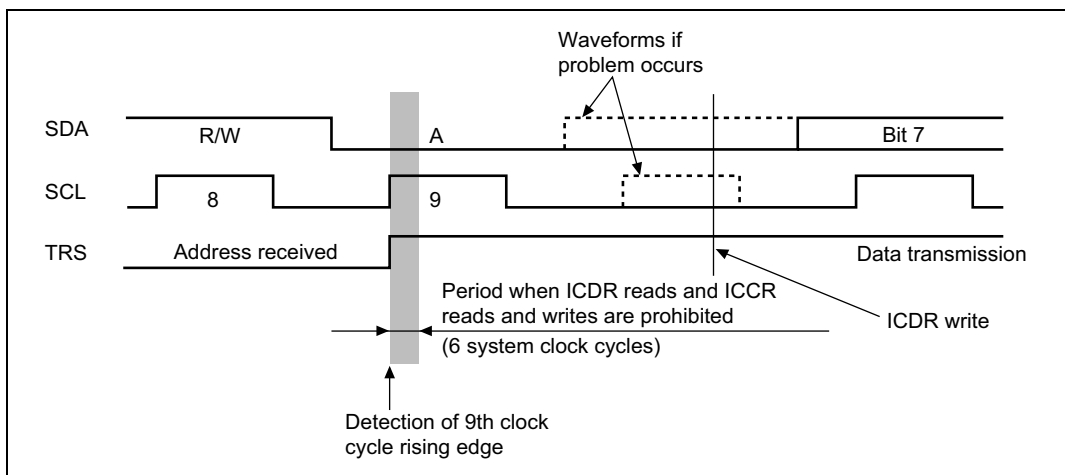 Waveforms if
problem occurs
SDA
R/W
A
Bit 7
SCL
8
9
TRS
Address received
Data transmission
Period when ICDR reads and ICCR
reads and writes are prohibited
(6 system clock cycles)
ICDR write
Detection of 9th clock
cycle rising edge